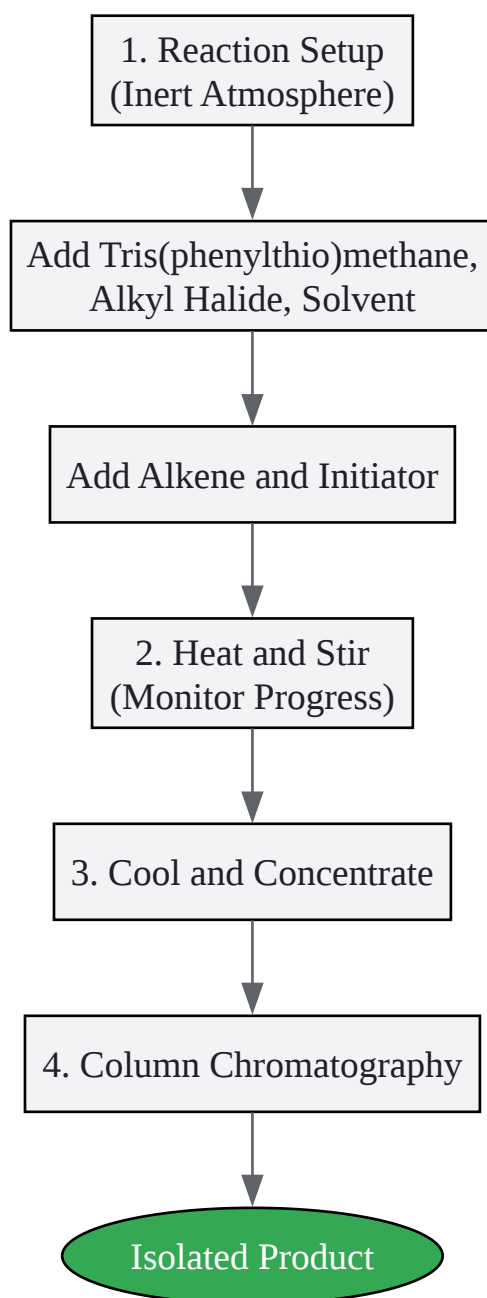 1. Reaction Setup
(Inert Atmosphere)
Add Tris(phenylthio)methane,
Alkyl Halide, Solvent
Add Alkene and Initiator
2. Heat and Stir
(Monitor Progress)
3. Cool and Concentrate
4. Column Chromatography
Isolated Product